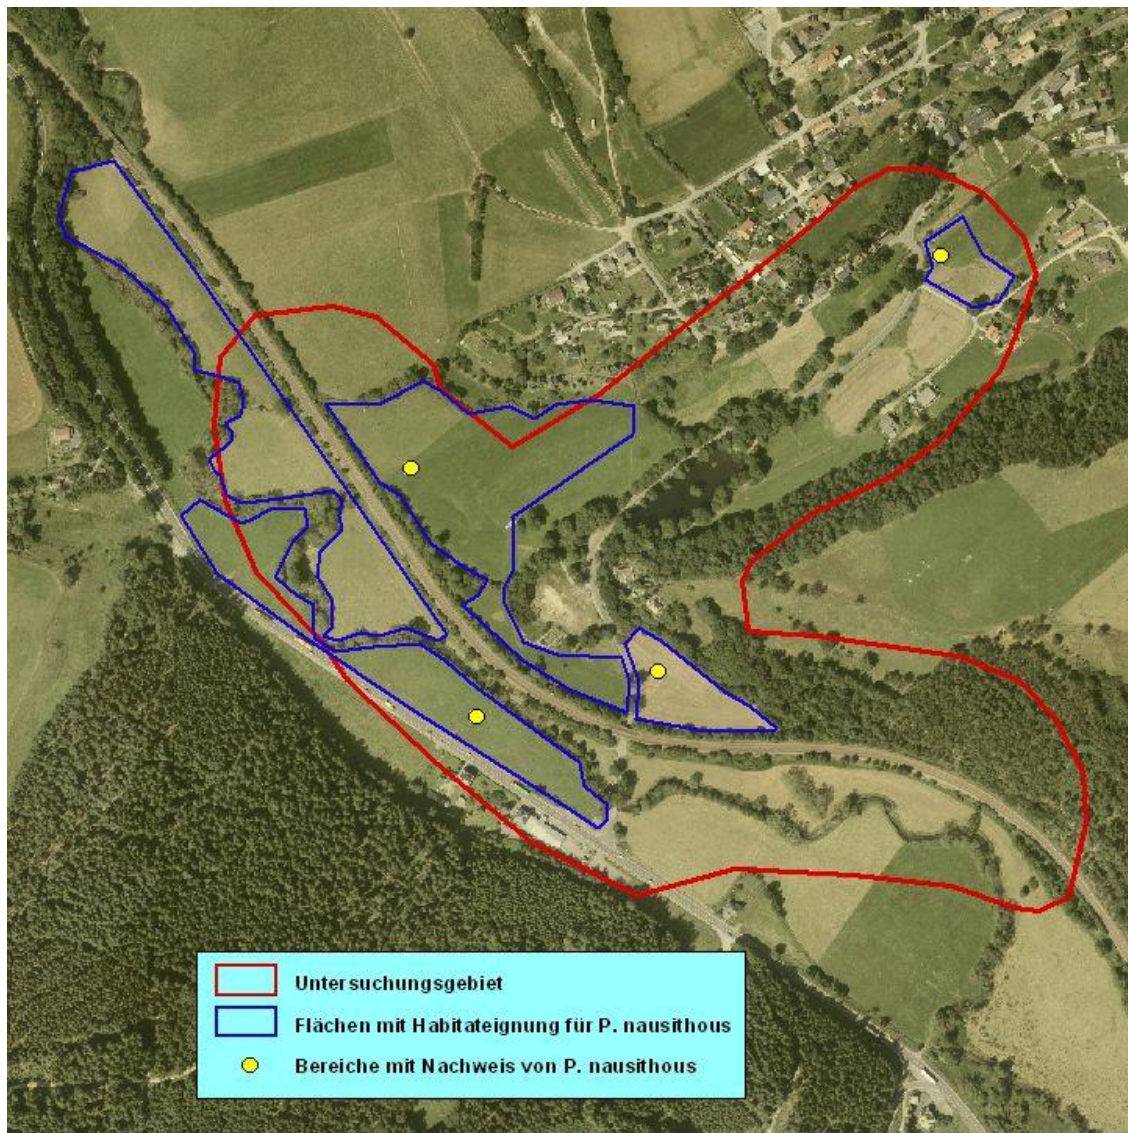 Untersuchungsgebiet
Flächen mit Habitateignung für P. nausithous
Bereiche mit Nachweis von P. nausithous